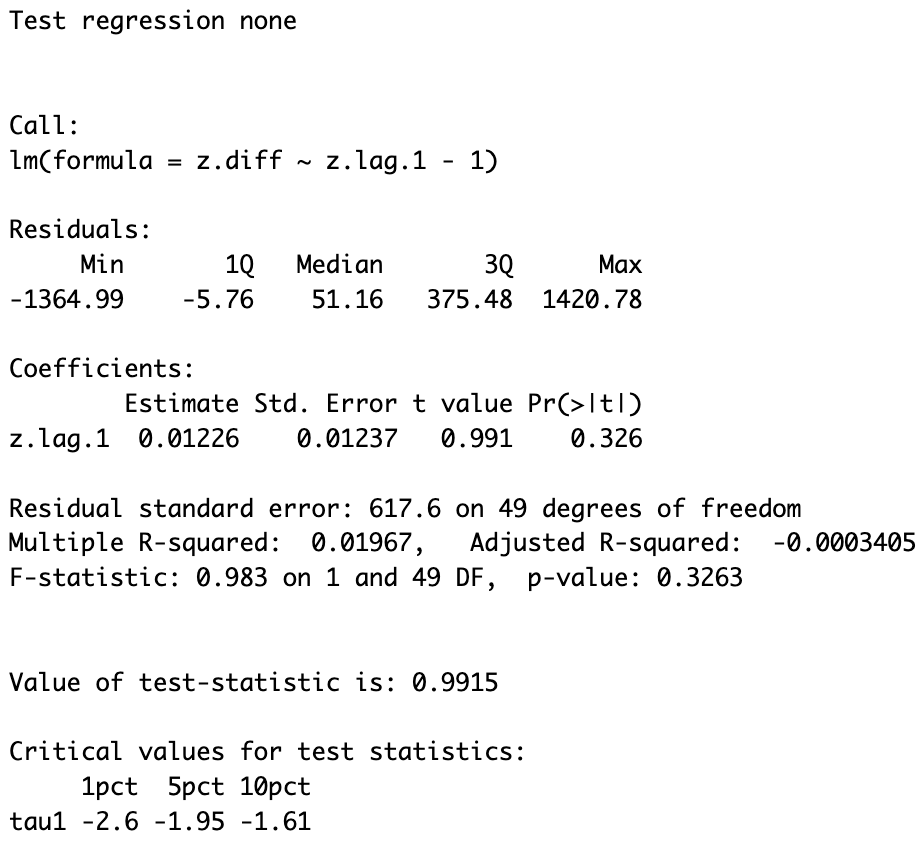 Test regression none
Call:
lm(formula = z.diff ~ z.lag.1 - 1)
Residuals:
     Min       1Q   Median       3Q      Max
-1364.99    -5.76    51.16   375.48  1420.78
Coefficients:
        Estimate Std. Error t value Pr(>|t|)
z.lag.1  0.01226    0.01237   0.991    0.326
Residual standard error: 617.6 on 49 degrees of freedom
Multiple R-squared:  0.01967,   Adjusted R-squared:  -0.0003405
F-statistic: 0.983 on 1 and 49 DF,  p-value: 0.3263
Value of test-statistic is: 0.9915
Critical values for test statistics:
     1pct  5pct 10pct
tau1 -2.6 -1.95 -1.61